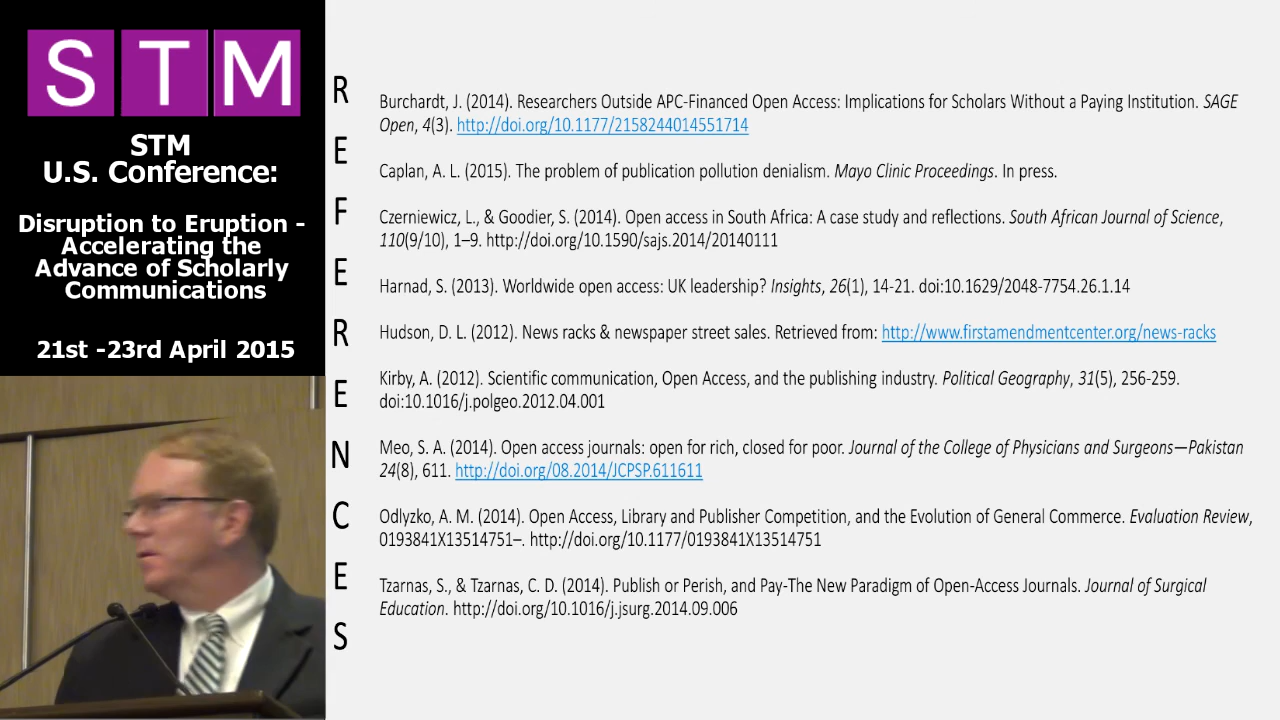 STM
STM
U.S. Conference:
Disruption to Eruption -
Accelerating the
Advance of Scholarly
Communications
21st -23rd April 2015
REFERENCES
Burchardt, J. (2014). Researchers Outside APC-Financed Open Access: Implications for Scholars Without a Paying Institution. SAGE
Open, 4(3). http://doi.org/10.1177/2158244014551714
Caplan, A. L. (2015). The problem of publication pollution denialism. Mayo Clinic Proceedings. In press.
Czerniewicz, L., & Goodier, S. (2014). Open access in South Africa: A case study and reflections. South African Journal of Science,
110(9/10), 1–9. http://doi.org/10.1590/sajs.2014/20140111
Harnad, S. (2013). Worldwide open access: UK leadership? Insights, 26(1), 14-21. doi:10.1629/2048-7754.26.1.14
Hudson, D. L. (2012). News racks & newspaper street sales. Retrieved from: http://www.firstamendmentcenter.org/news-racks
Kirby, A. (2012). Scientific communication, Open Access, and the publishing industry. Political Geography, 31(5), 256-259.
doi:10.1016/j.polgeo.2012.04.001
Meo, S. A. (2014). Open access journals: open for rich, closed for poor. Journal of the College of Physicians and Surgeons—Pakistan
24(8), 611. http://doi.org/08.2014/JCPSP.611611
Odlyzko, A. M. (2014). Open Access, Library and Publisher Competition, and the Evolution of General Commerce. Evaluation Review,
0193841X13514751–. http://doi.org/10.1177/0193841X13514751
Tzarnas, S., & Tzarnas, C. D. (2014). Publish or Perish, and Pay-The New Paradigm of Open-Access Journals. Journal of Surgical
Education. http://doi.org/10.1016/j.jsurg.2014.09.006